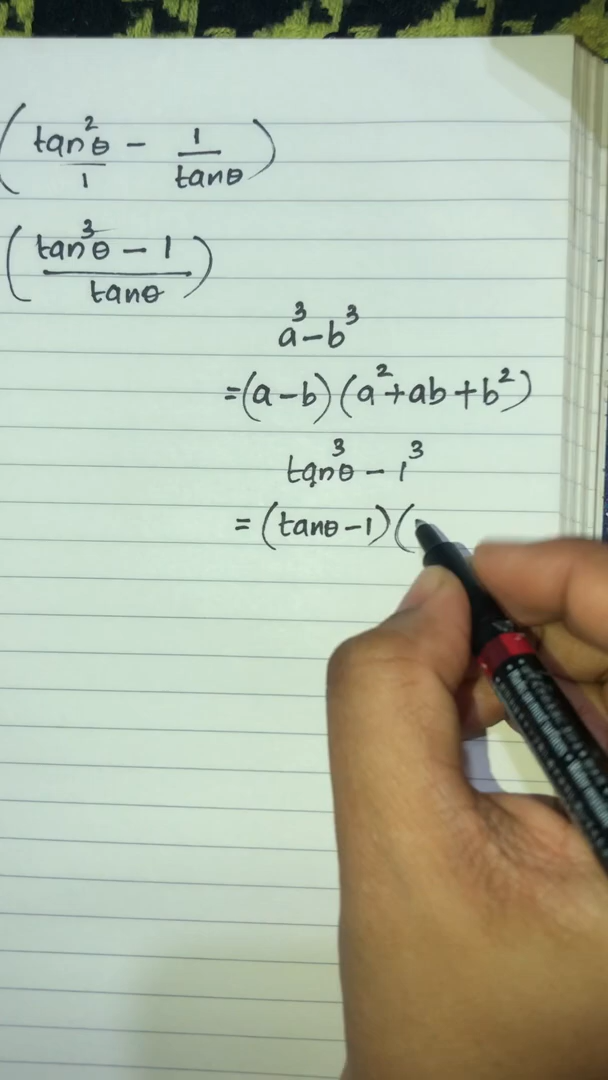 (tan²θ/1 − 1/tanθ)
((tan³θ − 1)/tanθ)
a³ − b³
= (a − b) (a² + ab + b²)
tan³θ − 1³
= (tanθ − 1) (